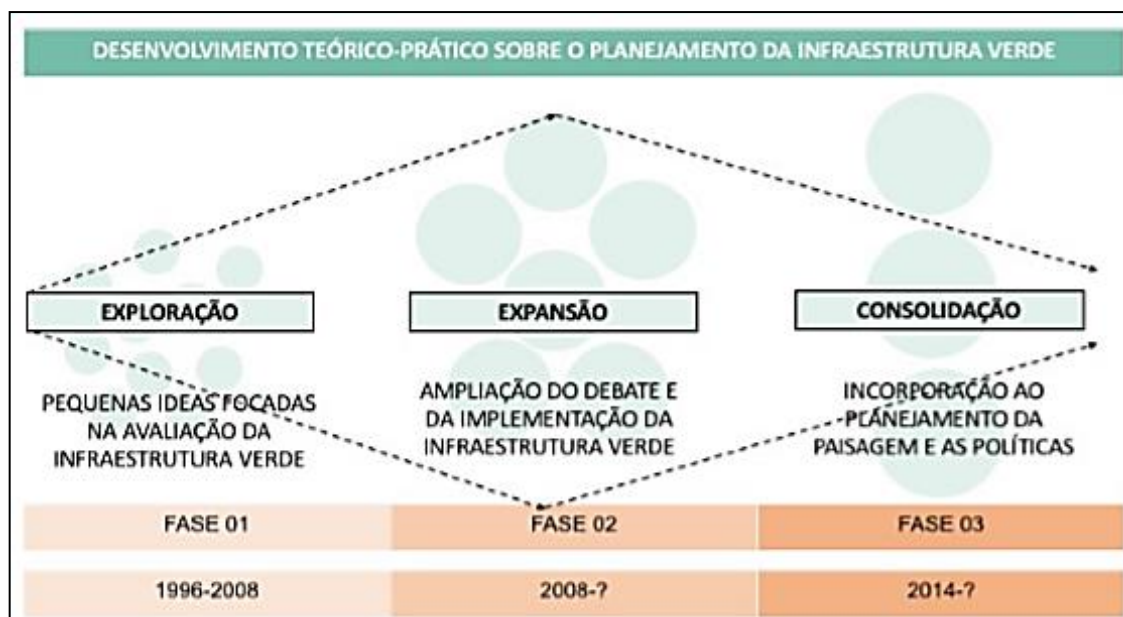 DESENVOLVIMENTO TEÓRICO-PRÁTICO SOBRE O PLANEJAMENTO DA INFRAESTRUTURA VERDE
EXPLORAÇÃO
PEQUENAS IDEAS FOCADAS
NA AVALIAÇÃO DA
INFRAESTRUTURA VERDE
EXPANSÃO
AMPLIAÇÃO DO DEBATE E
DA IMPLEMENTAÇÃO DA
INFRAESTRUTURA VERDE
CONSOLIDAÇÃO
INCORPORAÇÃO AO
PLANEJAMENTO DA
PAISAGEM E AS POLÍTICAS
FASE 01
FASE 02
FASE 03
1996-2008
2008-?
2014-?